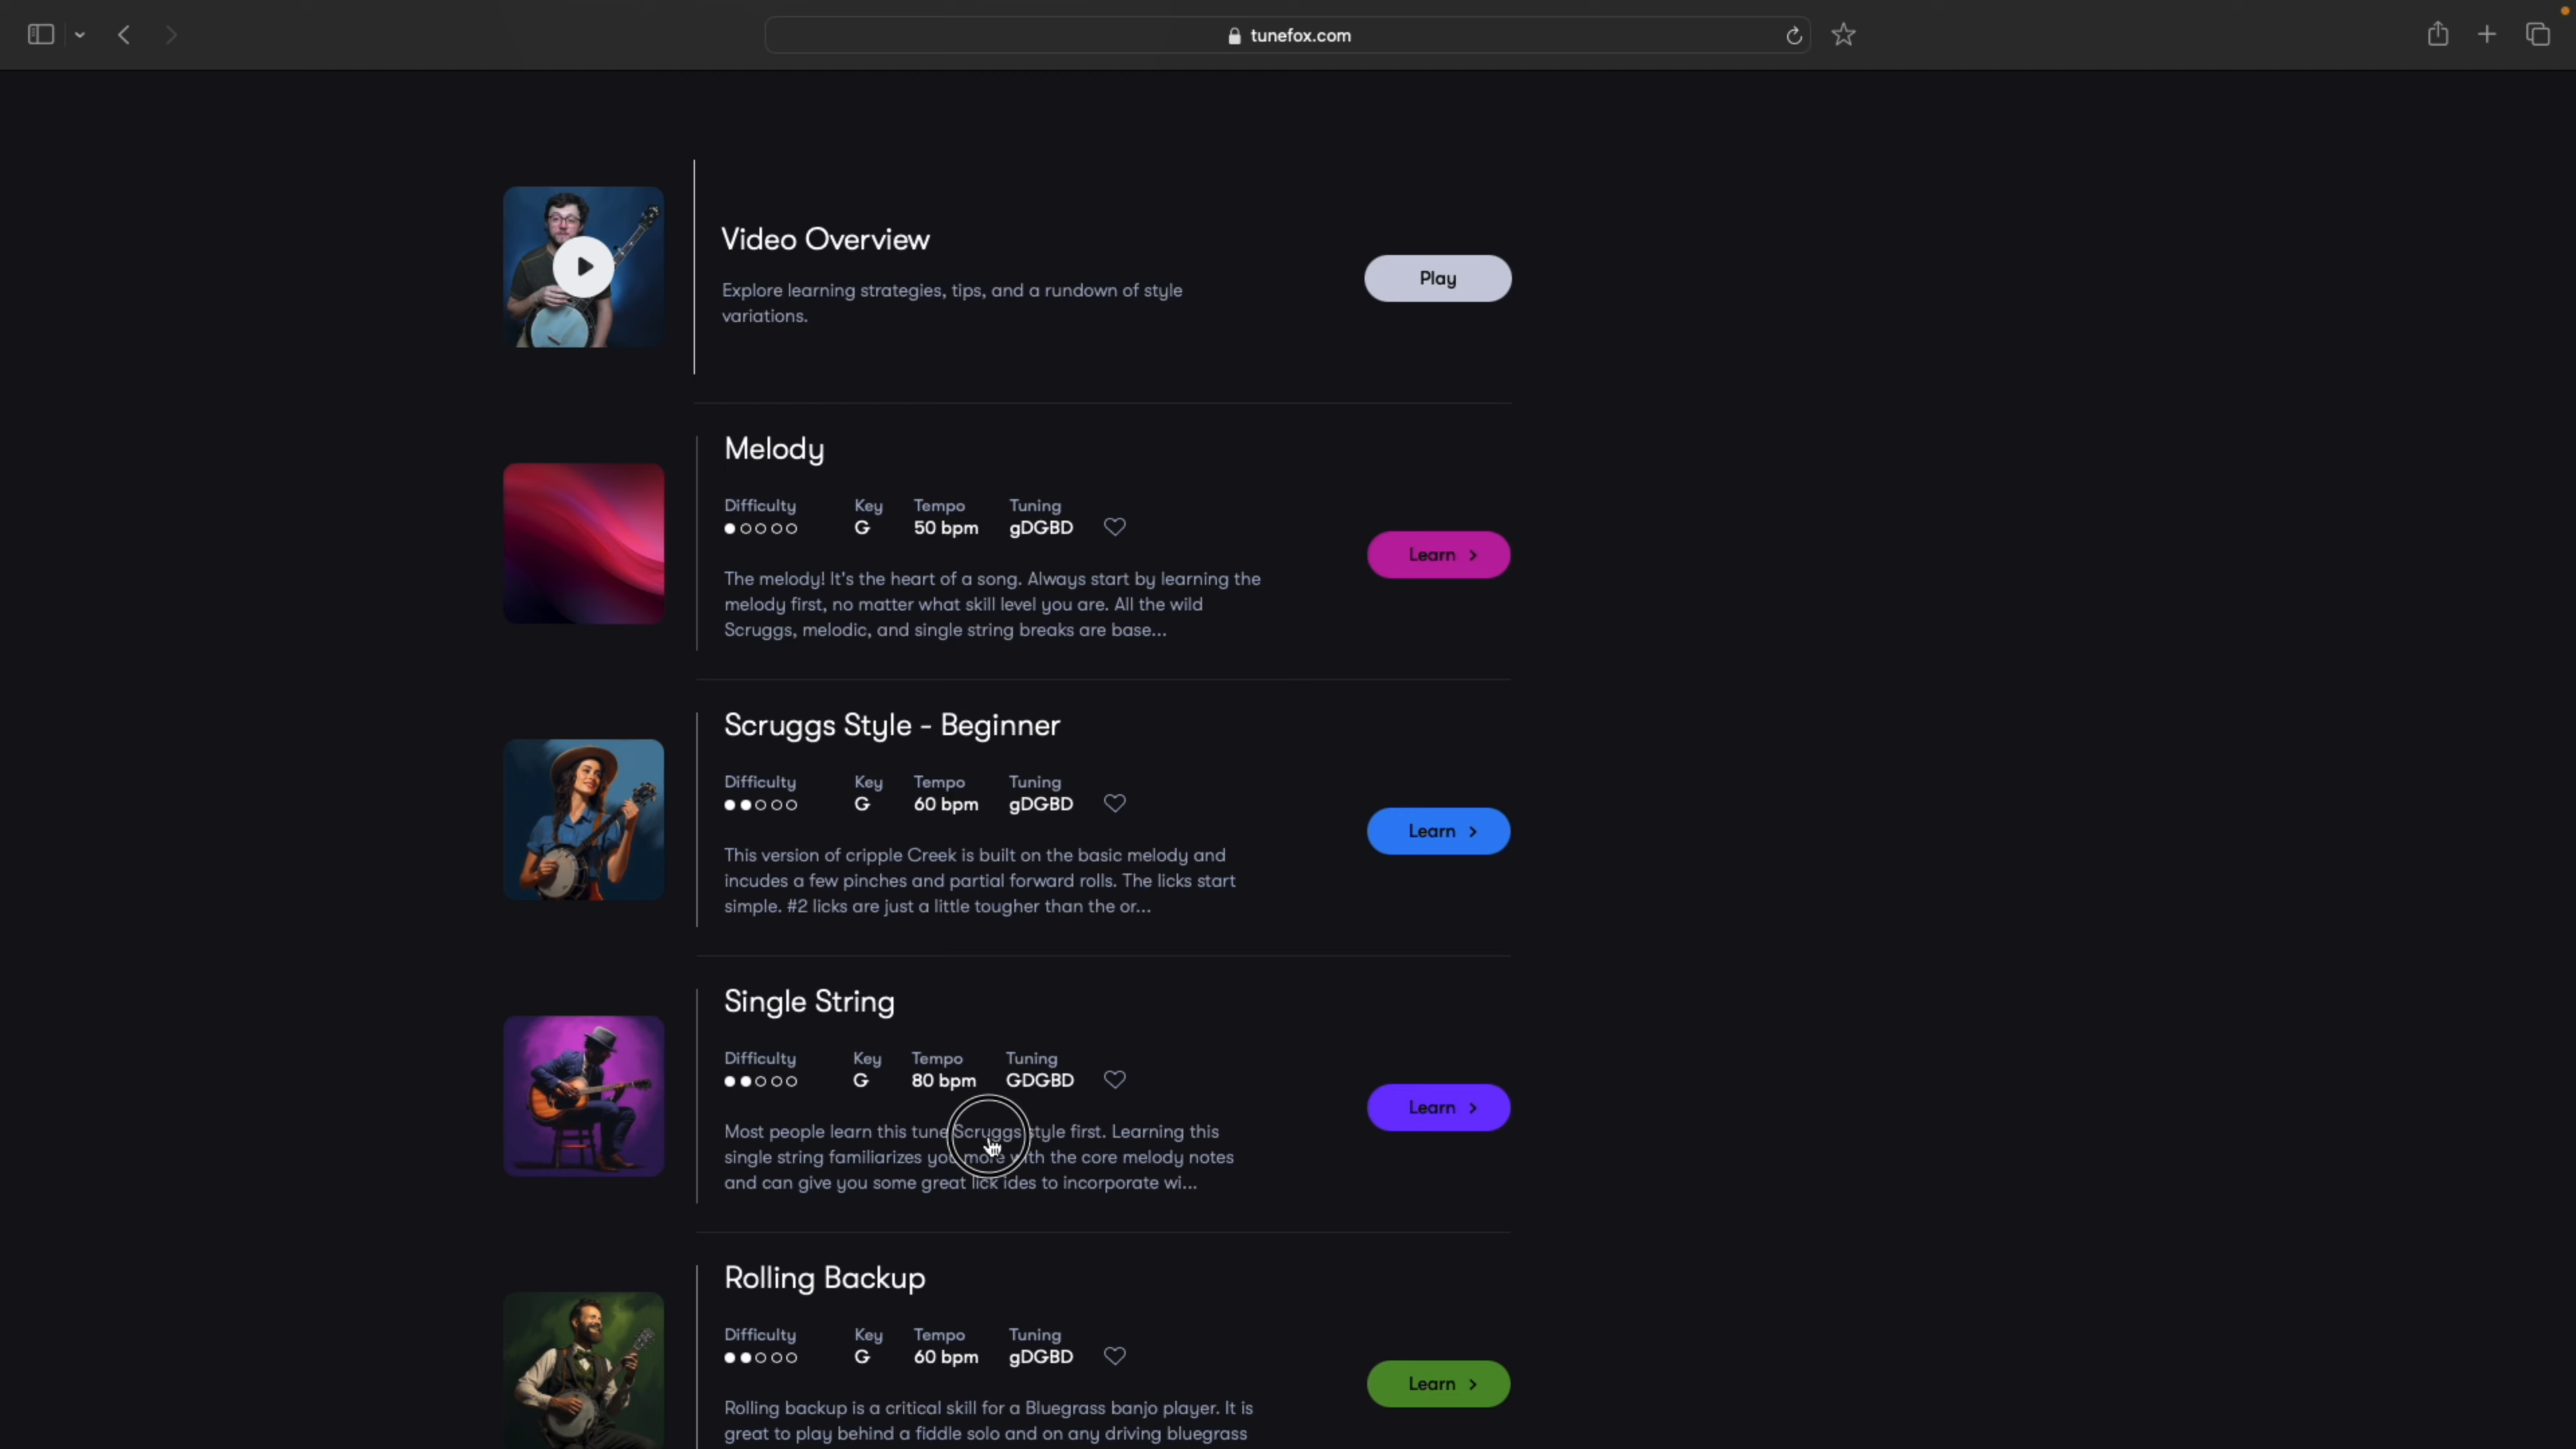 tunefox.com
Video Overview
Explore learning strategies, tips, and a rundown of style
variations.
Play
Melody
Difficulty Key Tempo Tuning
G 50 bpm gDGBD
Learn
The melody! It's the heart of a song. Always start by learning the
melody first, no matter what skill level you are. All the wild
Scruggs, melodic, and single string breaks are base...
Scruggs Style - Beginner
Difficulty Key Tempo Tuning
G 60 bpm gDGBD
Learn
This version of cripple Creek is built on the basic melody and
incudes a few pinches and partial forward rolls. The licks start
simple. #2 licks are just a little tougher than the or...
Single String
Difficulty Key Tempo Tuning
G 80 bpm GDGBD
Learn
Most people learn this tune Scruggs style first. Learning this
single string familiarizes you more with the core melody notes
and can give you some great lick ides to incorporate wi...
Rolling Backup
Difficulty Key Tempo Tuning
G 60 bpm gDGBD
Learn
Rolling backup is a critical skill for a Bluegrass banjo player. It is
great to play behind a fiddle solo and on any driving bluegrass